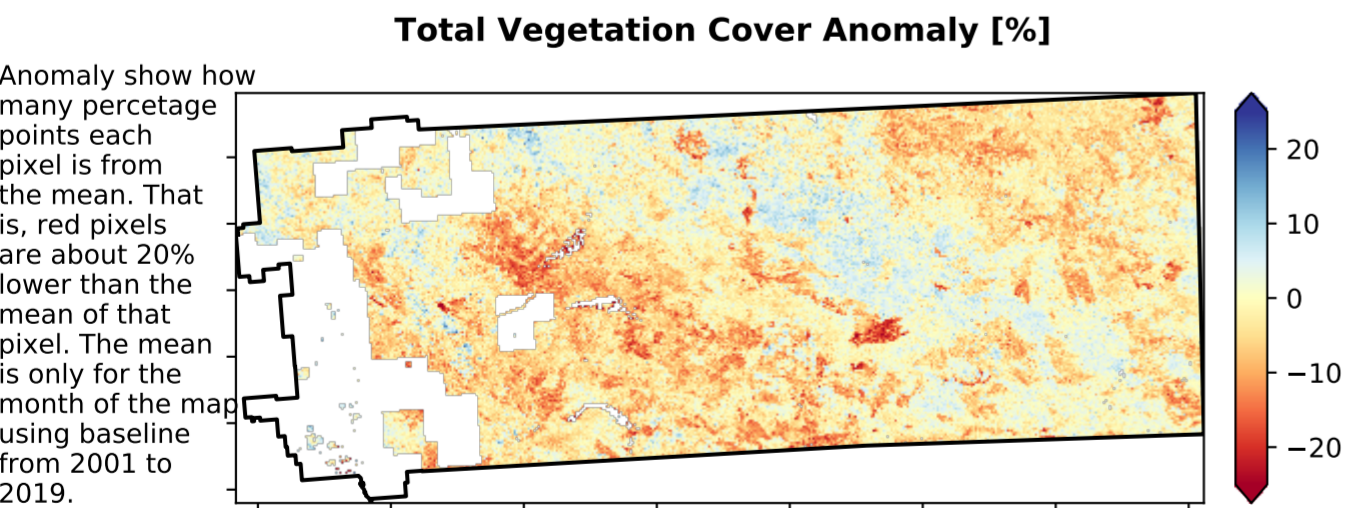 Total Vegetation Cover Anomaly [%]
Anomaly show how
many percetage
points each
pixel is from
the mean. That
is, red pixels
are about 20%
lower than the
mean of that
pixel. The mean
is only for the
month of the map
using baseline
from 2001 to
2019.
20
10
0
−10
−20